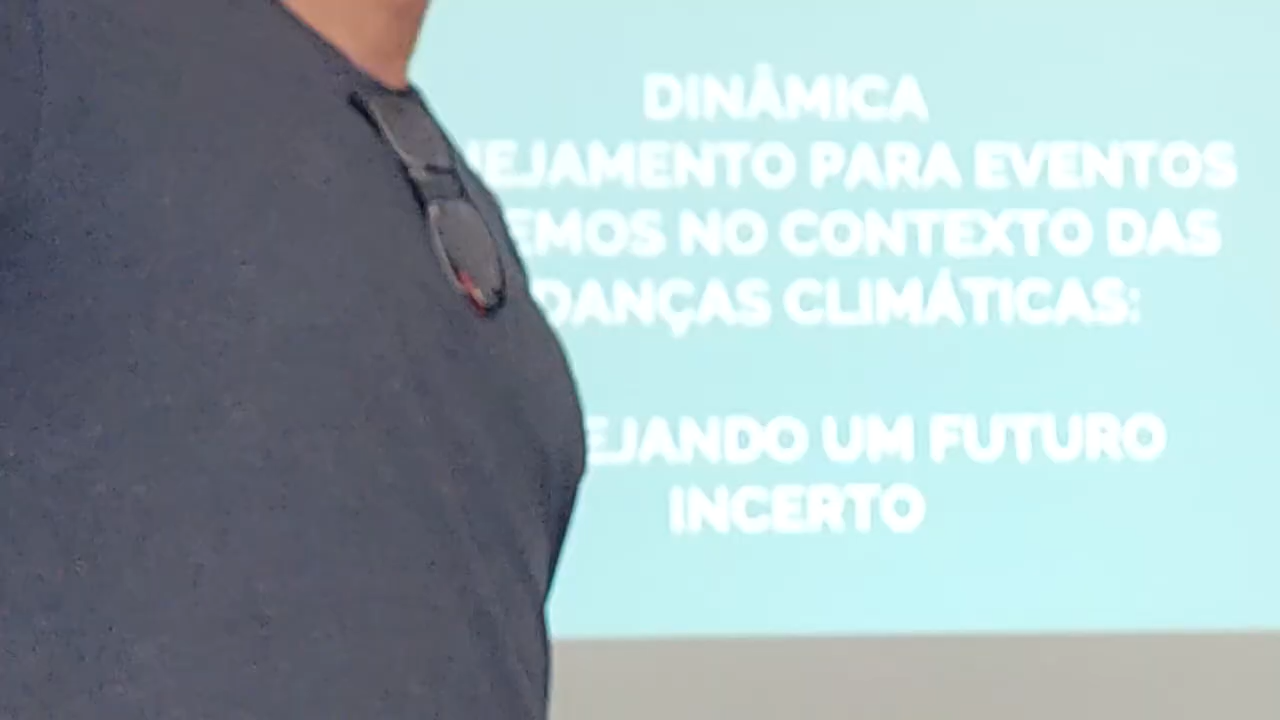 DINÂMICA
EJAMENTO PARA EVENTOS
EMOS NO CONTEXTO DAS
DANÇAS CLIMÁTICAS:
EJANDO UM FUTURO
INCERTO